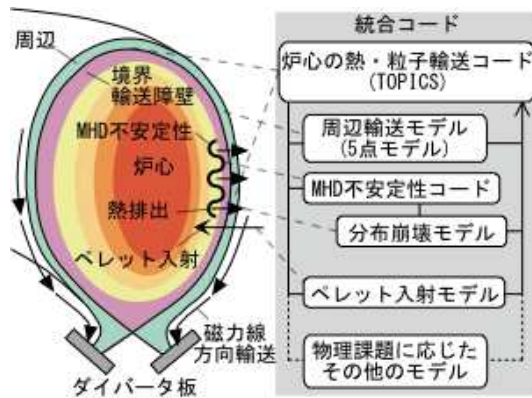 周辺
境界
輸送障壁
MHD不安定性
炉心
熱排出
ペレット入射
磁力線
方向輸送
ダイバータ板
統合コード
炉心の熱・粒子輸送コード
(TOPICS)
周辺輸送モデル
(5点モデル)
MHD不安定性コード
分布崩壊モデル
ペレット入射モデル
物理課題に応じた
その他のモデル